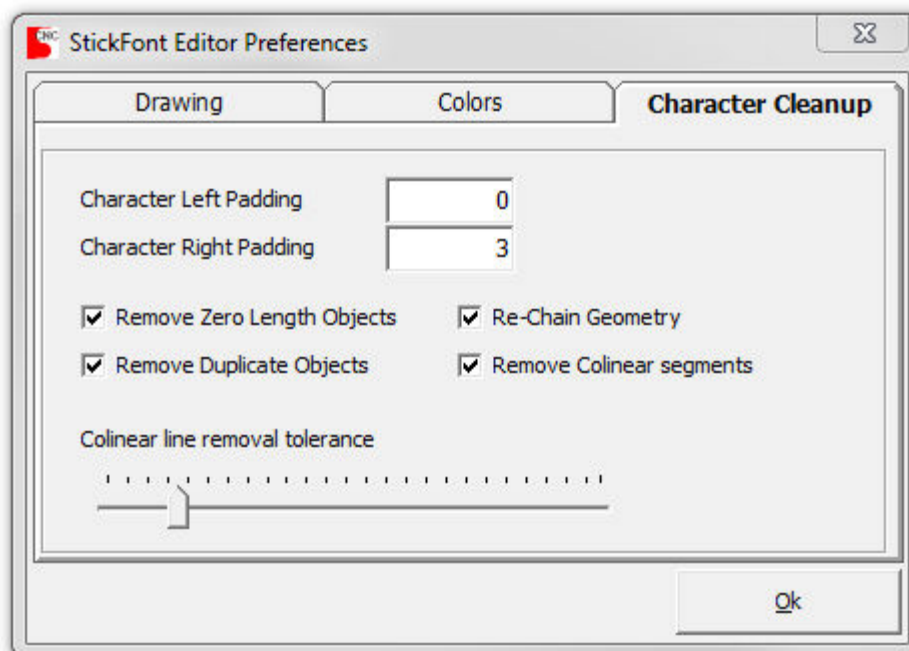 CNC StickFont Editor Preferences
Drawing Colors Character Cleanup
Character Left Padding 0
Character Right Padding 3
Remove Zero Length Objects Re-Chain Geometry
Remove Duplicate Objects Remove Colinear segments
Colinear line removal tolerance
Ok